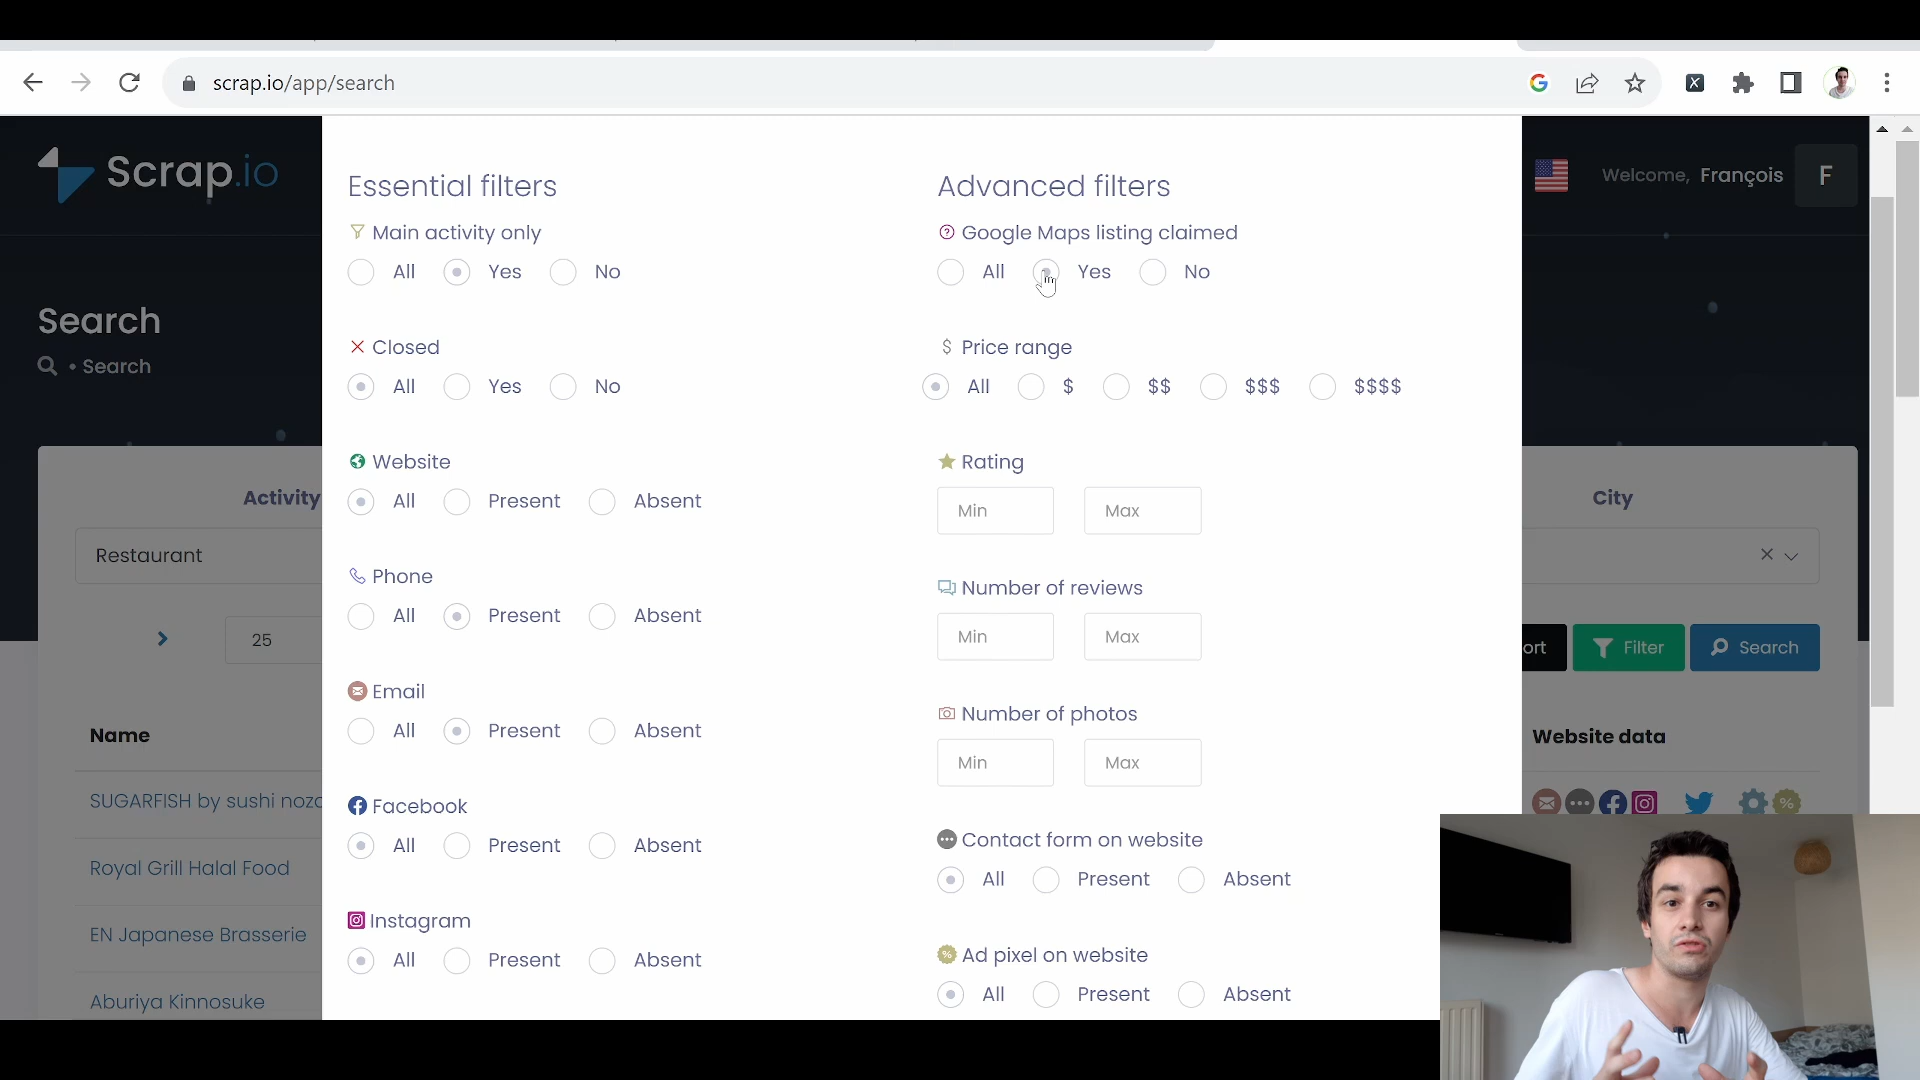 scrap.io/app/search
Scrap.io
Welcome, François
F
Search
• Search
Activity
Restaurant
25
Name
SUGARFISH by sushi nozo
Royal Grill Halal Food
EN Japanese Brasserie
Aburiya Kinnosuke
Essential filters
Main activity only
All Yes No
Closed
All Yes No
Website
All Present Absent
Phone
All Present Absent
Email
All Present Absent
Facebook
All Present Absent
Instagram
All Present Absent
Advanced filters
Google Maps listing claimed
All Yes No
Price range
All $ $$ $$$ $$$$
Rating
Min Max
Number of reviews
Min Max
Number of photos
Min Max
Contact form on website
All Present Absent
Ad pixel on website
All Present Absent
City
ort Filter Search
Website data